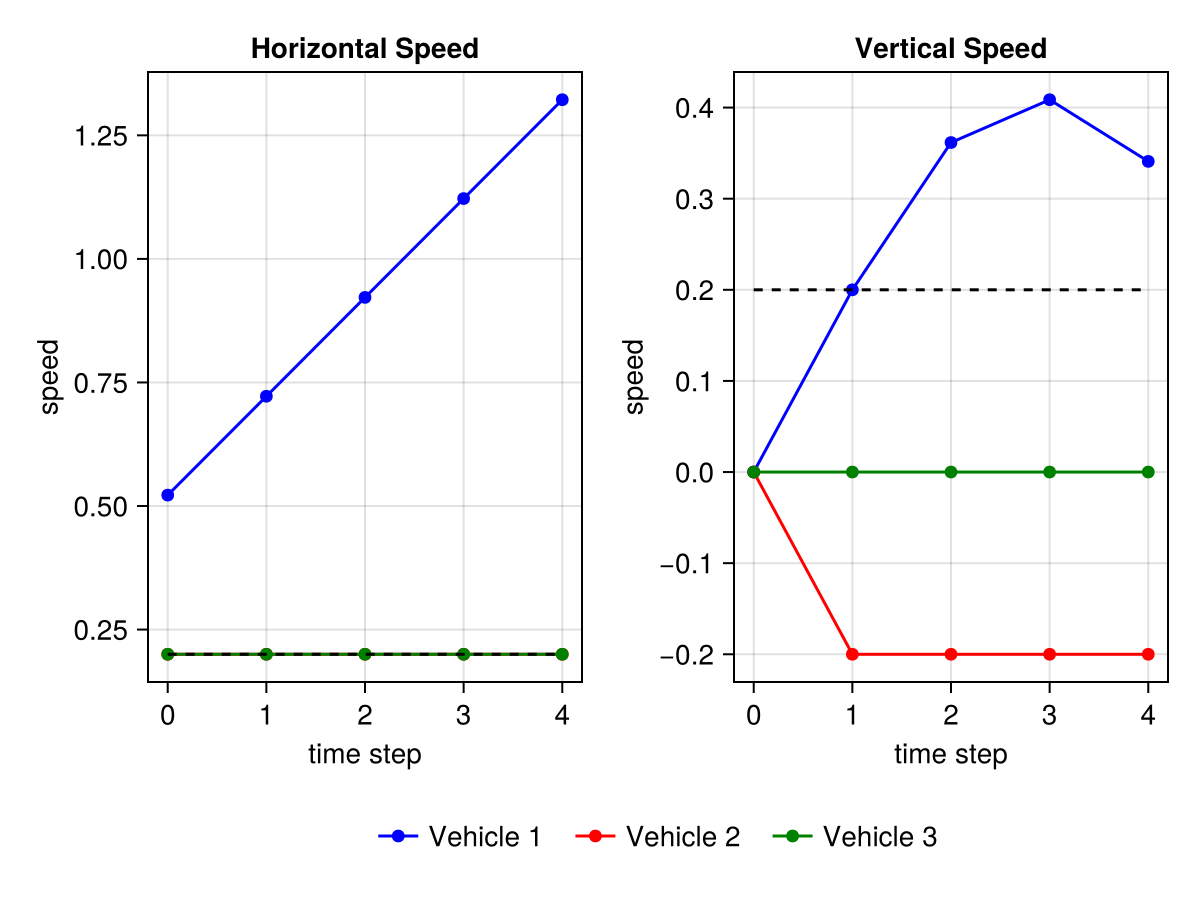 Horizontal Speed
1.25
1.00
0.75
0.50
0.25
speed
0 1 2 3 4
time step
Vertical Speed
0.4
0.3
0.2
0.1
0.0
−0.1
−0.2
speed
0 1 2 3 4
time step
Vehicle 1 Vehicle 2 Vehicle 3